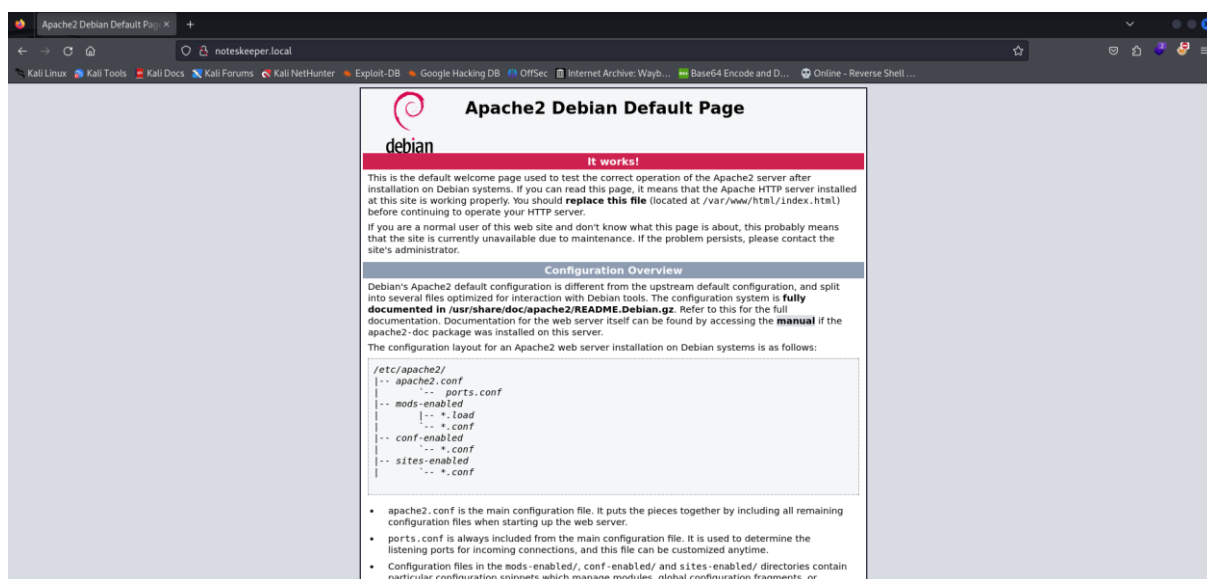 Apache2 Debian Default Pag
noteskeeper.local
Kali Linux Kali Tools Kali Docs Kali Forums Kali NetHunter Exploit-DB Google Hacking DB OffSec Internet Archive: Wayb... Base64 Encode and D... Online - Reverse Shell ...
Apache2 Debian Default Page
debian
It works!
This is the default welcome page used to test the correct operation of the Apache2 server after
installation on Debian systems. If you can read this page, it means that the Apache HTTP server installed
at this site is working properly. You should replace this file (located at /var/www/html/index.html)
before continuing to operate your HTTP server.
If you are a normal user of this web site and don't know what this page is about, this probably means
that the site is currently unavailable due to maintenance. If the problem persists, please contact the
site's administrator.
Configuration Overview
Debian's Apache2 default configuration is different from the upstream default configuration, and split
into several files optimized for interaction with Debian tools. The configuration system is fully
documented in /usr/share/doc/apache2/README.Debian.gz. Refer to this for the full
documentation. Documentation for the web server itself can be found by accessing the manual if the
apache2-doc package was installed on this server.
The configuration layout for an Apache2 web server installation on Debian systems is as follows:
/etc/apache2/
|-- apache2.conf
|       `-- ports.conf
|-- mods-enabled
|       |-- *.load
|       `-- *.conf
|-- conf-enabled
|       `-- *.conf
|-- sites-enabled
|       `-- *.conf
• apache2.conf is the main configuration file. It puts the pieces together by including all remaining
configuration files when starting up the web server.
• ports.conf is always included from the main configuration file. It is used to determine the
listening ports for incoming connections, and this file can be customized anytime.
• Configuration files in the mods-enabled/, conf-enabled/ and sites-enabled/ directories contain
particular configuration snippets which manage modules, global configuration fragments, or